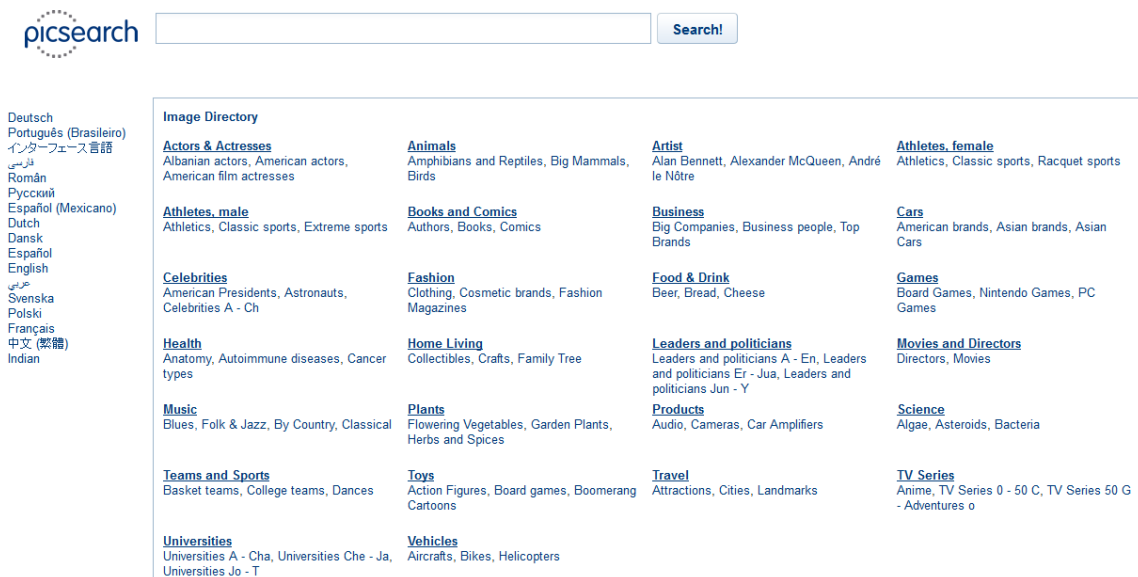 picsearch
Search!
Deutsch
Português (Brasileiro)
インターフェース言語
فارسی
Român
Русский
Español (Mexicano)
Dutch
Dansk
Español
English
عربي
Svenska
Polski
Français
中文 (繁體)
Indian
Image Directory
Actors & Actresses
Albanian actors, American actors,
American film actresses
Animals
Amphibians and Reptiles, Big Mammals,
Birds
Artist
Alan Bennett, Alexander McQueen, André
le Nôtre
Athletes, female
Athletics, Classic sports, Racquet sports
Athletes, male
Athletics, Classic sports, Extreme sports
Books and Comics
Authors, Books, Comics
Business
Big Companies, Business people, Top
Brands
Cars
American brands, Asian brands, Asian
Cars
Celebrities
American Presidents, Astronauts,
Celebrities A - Ch
Fashion
Clothing, Cosmetic brands, Fashion
Magazines
Food & Drink
Beer, Bread, Cheese
Games
Board Games, Nintendo Games, PC
Games
Health
Anatomy, Autoimmune diseases, Cancer
types
Home Living
Collectibles, Crafts, Family Tree
Leaders and politicians
Leaders and politicians A - En, Leaders
and politicians Er - Jua, Leaders and
politicians Jun - Y
Movies and Directors
Directors, Movies
Music
Blues, Folk & Jazz, By Country, Classical
Plants
Flowering Vegetables, Garden Plants,
Herbs and Spices
Products
Audio, Cameras, Car Amplifiers
Science
Algae, Asteroids, Bacteria
Teams and Sports
Basket teams, College teams, Dances
Toys
Action Figures, Board games, Boomerang
Cartoons
Travel
Attractions, Cities, Landmarks
TV Series
Anime, TV Series 0 - 50 C, TV Series 50 G
- Adventures o
Universities
Universities A - Cha, Universities Che - Ja,
Universities Jo - T
Vehicles
Aircrafts, Bikes, Helicopters